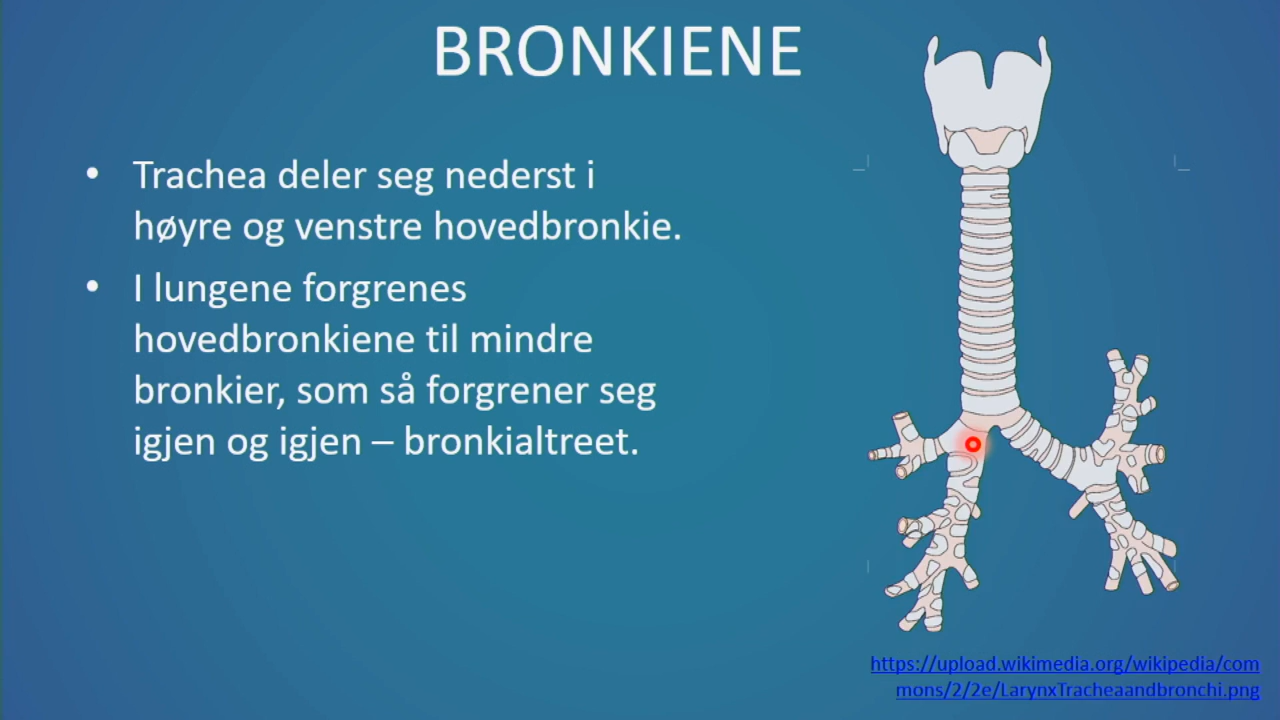 BRONKIENE
• Trachea deler seg nederst i
høyre og venstre hovedbronkie.
• I lungene forgrenes
hovedbronkiene til mindre
bronkier, som så forgrener seg
igjen og igjen – bronkialtreet.
https://upload.wikimedia.org/wikipedia/com
mons/2/2e/LarynxTracheaandbronchi.png